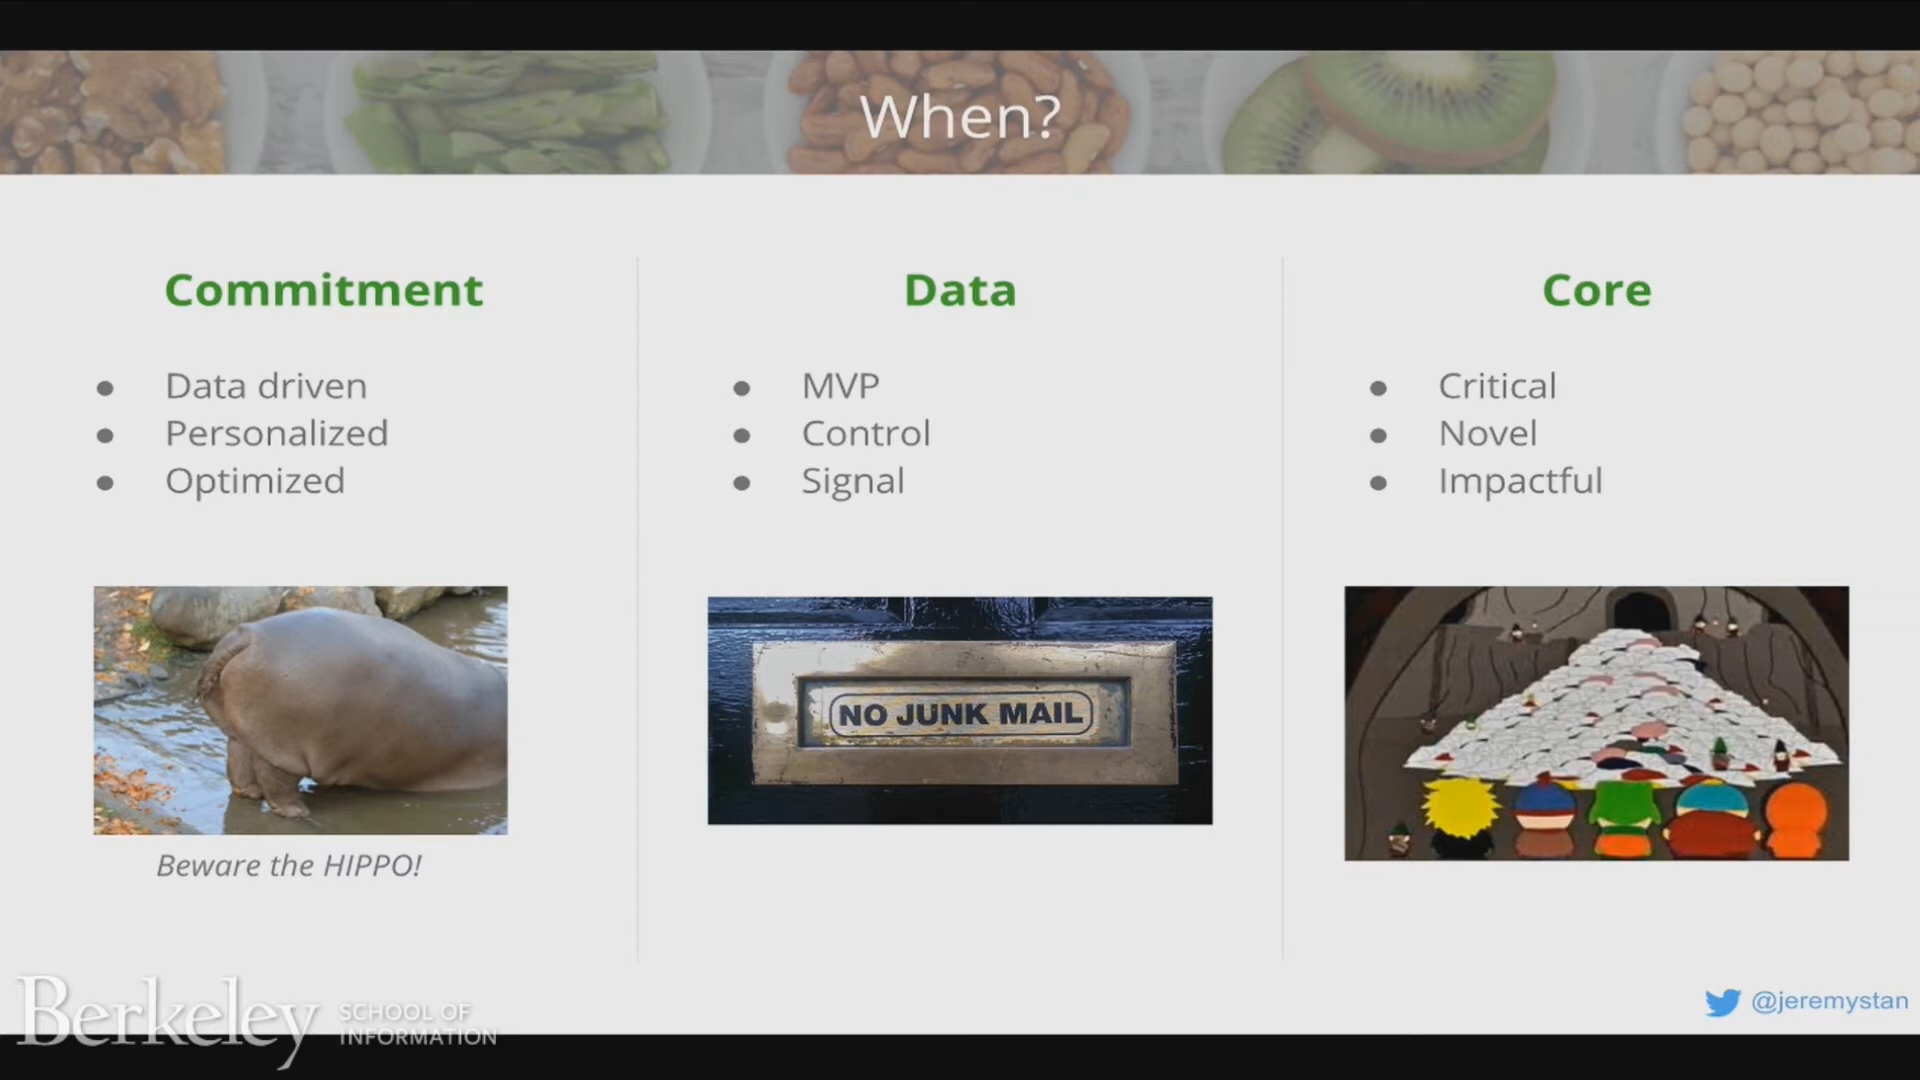 When?
Commitment
Data driven
Personalized
Optimized
Beware the HIPPO!
Data
MVP
Control
Signal
NO JUNK MAIL
Core
Critical
Novel
Impactful
Berkeley SCHOOL OF
INFORMATION
@jeremystan